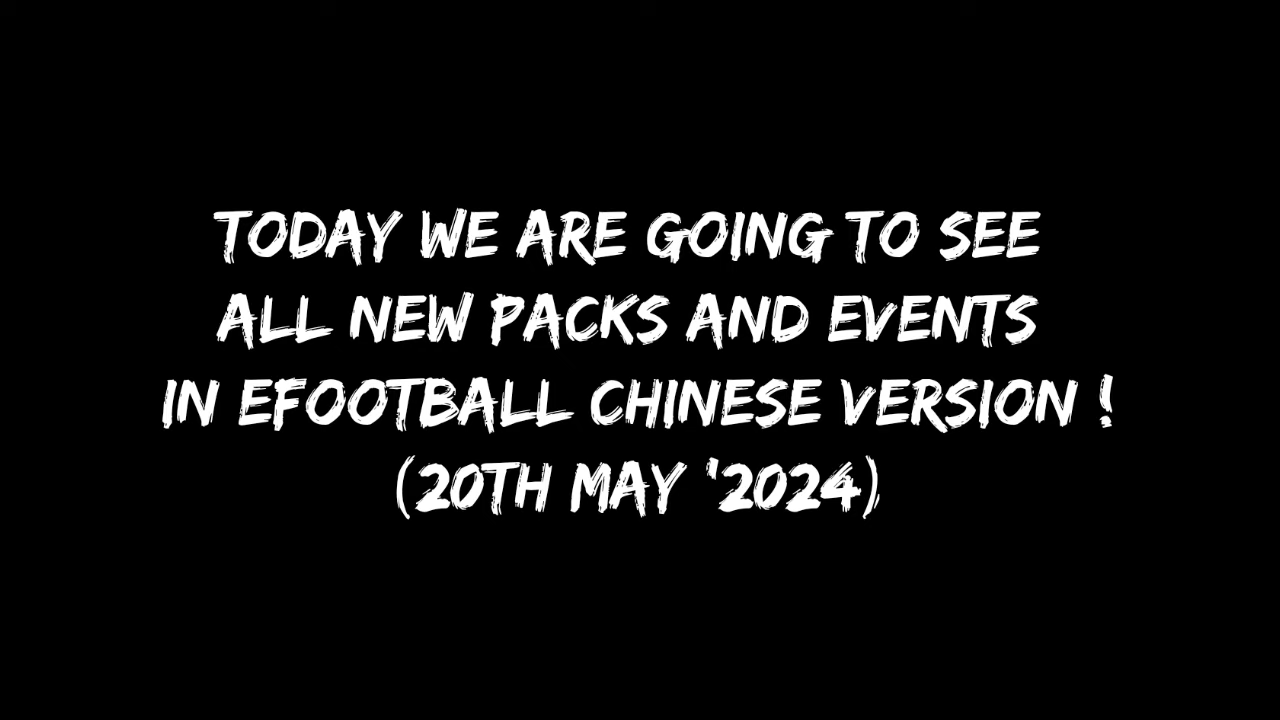 TODAY WE ARE GOING TO SEE
ALL NEW PACKS AND EVENTS
IN EFOOTBALL CHINESE VERSION !
(20TH MAY '2024)